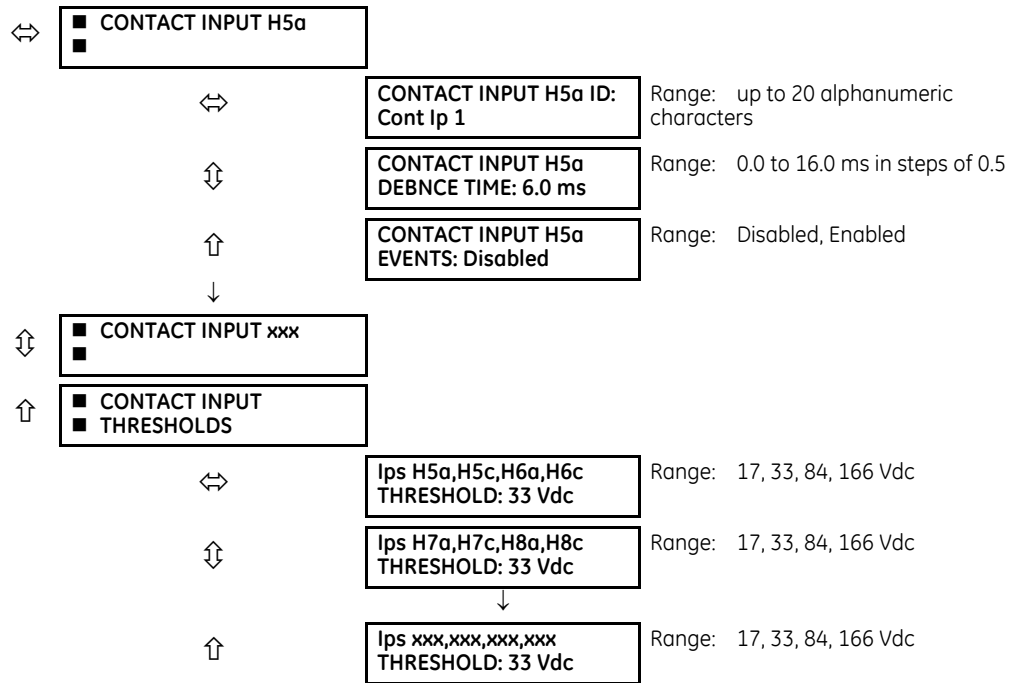 ■ CONTACT INPUT H5a
■
CONTACT INPUT H5a ID:
Cont Ip 1
Range: up to 20 alphanumeric
characters
CONTACT INPUT H5a
DEBNCE TIME: 6.0 ms
Range: 0.0 to 16.0 ms in steps of 0.5
CONTACT INPUT H5a
EVENTS: Disabled
Range: Disabled, Enabled
■ CONTACT INPUT xxx
■
■ CONTACT INPUT
■ THRESHOLDS
Ips H5a,H5c,H6a,H6c
THRESHOLD: 33 Vdc
Range: 17, 33, 84, 166 Vdc
Ips H7a,H7c,H8a,H8c
THRESHOLD: 33 Vdc
Range: 17, 33, 84, 166 Vdc
Ips xxx,xxx,xxx,xxx
THRESHOLD: 33 Vdc
Range: 17, 33, 84, 166 Vdc